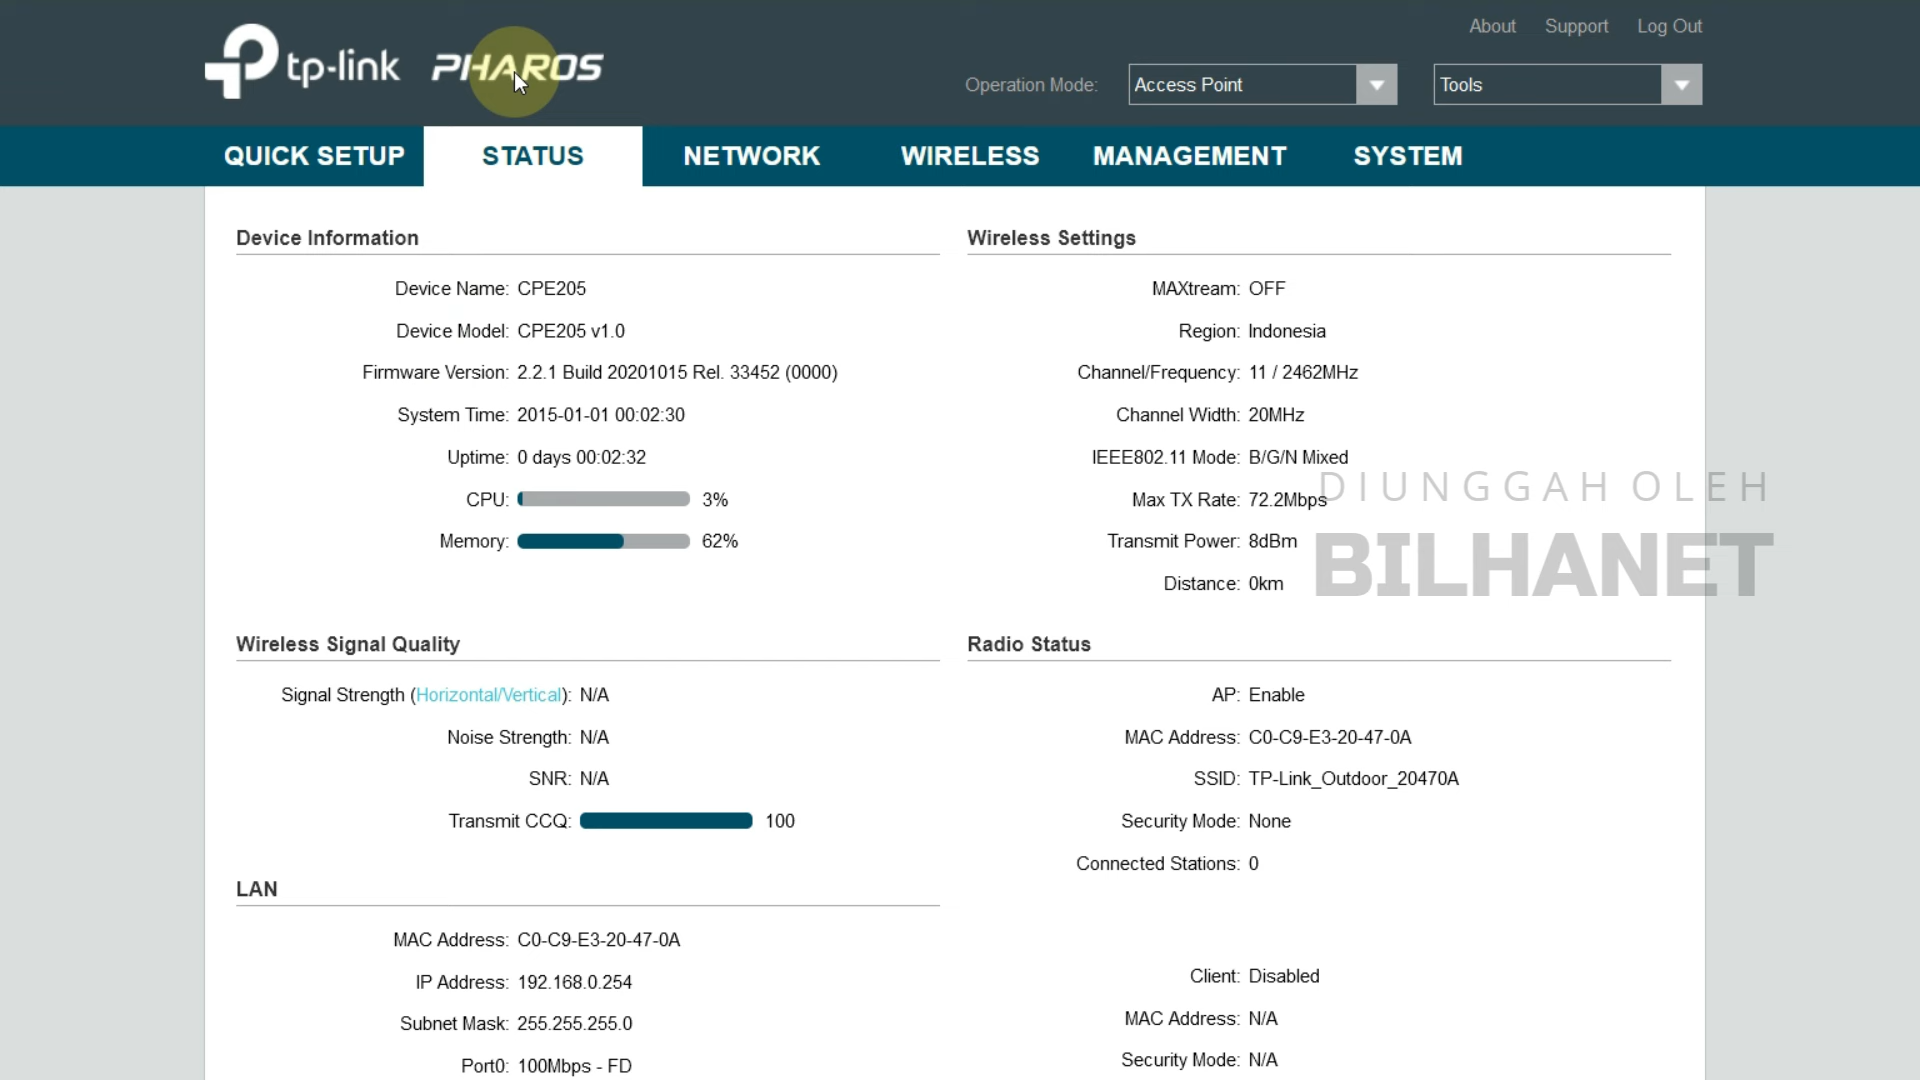 About Support Log Out
tp-link PHAROS
Operation Mode: Access Point Tools
QUICK SETUP STATUS NETWORK WIRELESS MANAGEMENT SYSTEM
Device Information
Device Name: CPE205
Device Model: CPE205 v1.0
Firmware Version: 2.2.1 Build 20201015 Rel. 33452 (0000)
System Time: 2015-01-01 00:02:30
Uptime: 0 days 00:02:32
CPU: 3%
Memory: 62%
Wireless Settings
MAXtream: OFF
Region: Indonesia
Channel/Frequency: 11 / 2462MHz
Channel Width: 20MHz
IEEE802.11 Mode: B/G/N Mixed
Max TX Rate: 72.2Mbps
Transmit Power: 8dBm
Distance: 0km
DIUNGGAH OLEH
BILHANET
Wireless Signal Quality
Signal Strength (Horizontal/Vertical): N/A
Noise Strength: N/A
SNR: N/A
Transmit CCQ: 100
Radio Status
AP: Enable
MAC Address: C0-C9-E3-20-47-0A
SSID: TP-Link_Outdoor_20470A
Security Mode: None
Connected Stations: 0
Client: Disabled
MAC Address: N/A
Security Mode: N/A
LAN
MAC Address: C0-C9-E3-20-47-0A
IP Address: 192.168.0.254
Subnet Mask: 255.255.255.0
Port0: 100Mbps - FD